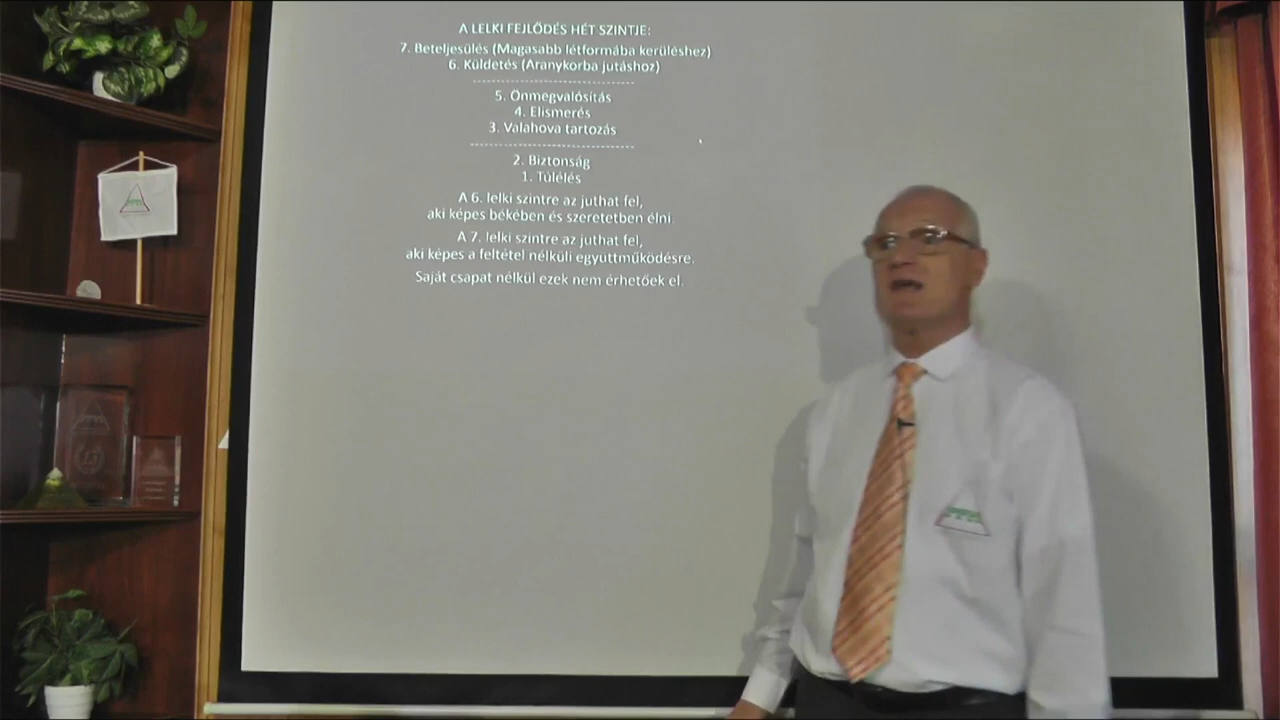 A LELKI FEJLŐDÉS HÉT SZINTJE:
7. Beteljesülés (Magasabb létformába kerüléshez)
6. Küldetés (Aranykorba jutáshoz)
5. Önmegvalósítás
4. Elismerés
3. Valahova tartozás
2. Biztonság
1. Túlélés
A 6. lelki szintre az juthat fel,
aki képes békében és szeretetben élni.
A 7. lelki szintre az juthat fel,
aki képes a feltétel nélküli együttműködésre.
Saját csapat nélkül ezek nem érhetőek el.